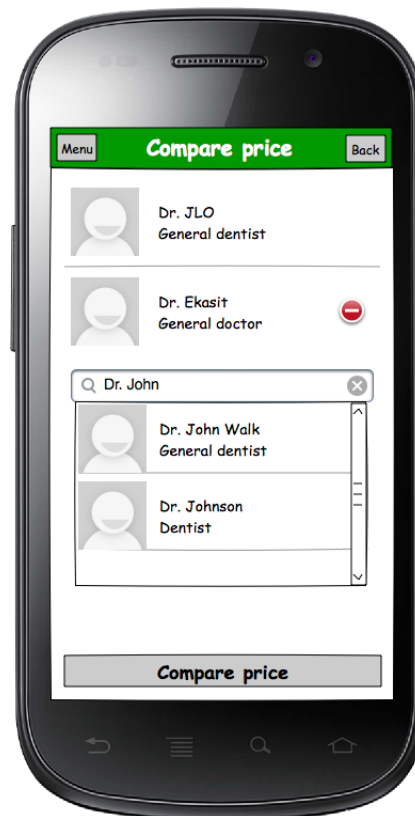 Menu
Compare price
Back
Dr. JLO
General dentist
Dr. Ekasit
General doctor
Dr. John
Dr. John Walk
General dentist
Dr. Johnson
Dentist
Compare price